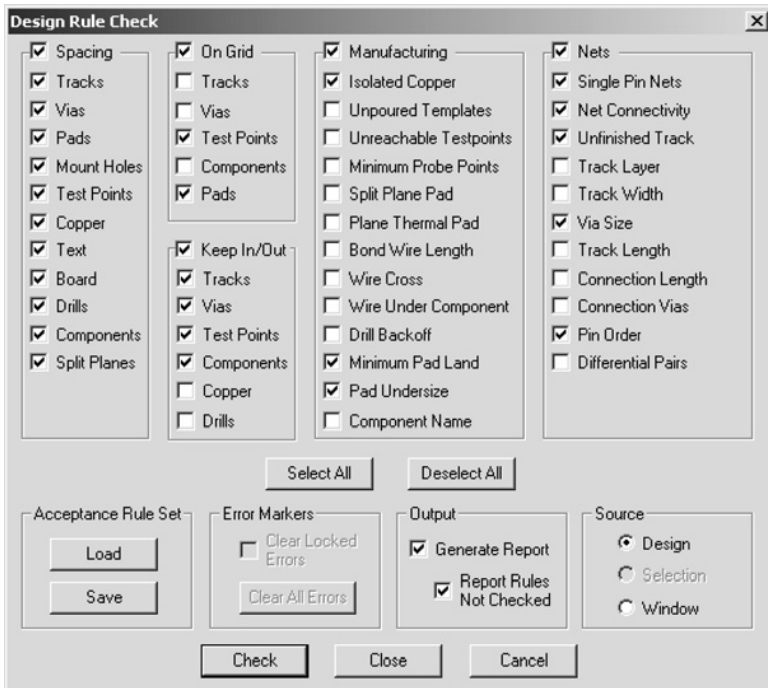 Design Rule Check
Spacing
Tracks
Vias
Pads
Mount Holes
Test Points
Copper
Text
Board
Drills
Components
Split Planes
On Grid
Tracks
Vias
Test Points
Components
Pads
Keep In/Out
Tracks
Vias
Test Points
Components
Copper
Drills
Manufacturing
Isolated Copper
Unpoured Templates
Unreachable Testpoints
Minimum Probe Points
Split Plane Pad
Plane Thermal Pad
Bond Wire Length
Wire Cross
Wire Under Component
Drill Backoff
Minimum Pad Land
Pad Undersize
Component Name
Nets
Single Pin Nets
Net Connectivity
Unfinished Track
Track Layer
Track Width
Via Size
Track Length
Connection Length
Connection Vias
Pin Order
Differential Pairs
Select All
Deselect All
Acceptance Rule Set
Load
Save
Error Markers
Clear Locked
Errors
Clear All Errors
Output
Generate Report
Report Rules
Not Checked
Source
Design
Selection
Window
Check
Close
Cancel